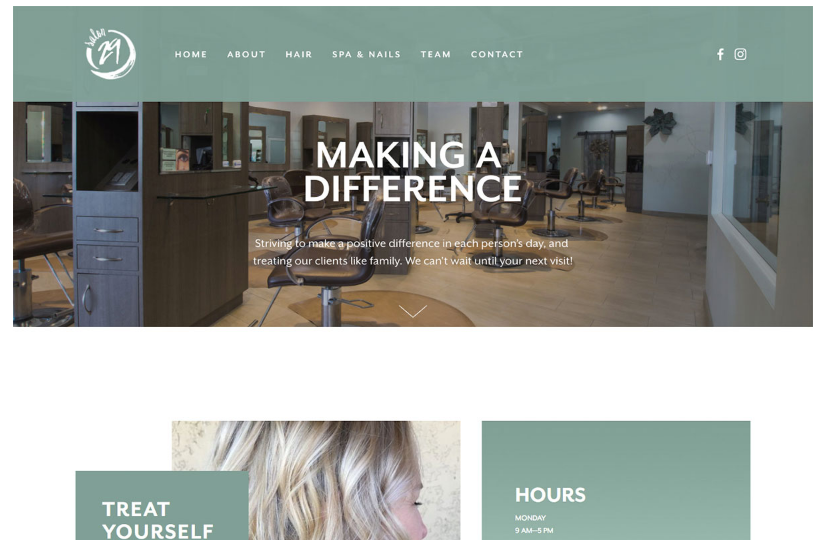 salon
29
HOME ABOUT HAIR SPA & NAILS TEAM CONTACT
MAKING A
DIFFERENCE
Striving to make a positive difference in each person's day, and
treating our clients like family. We can't wait until your next visit!
TREAT
YOURSELF
HOURS
MONDAY
9 AM–5 PM